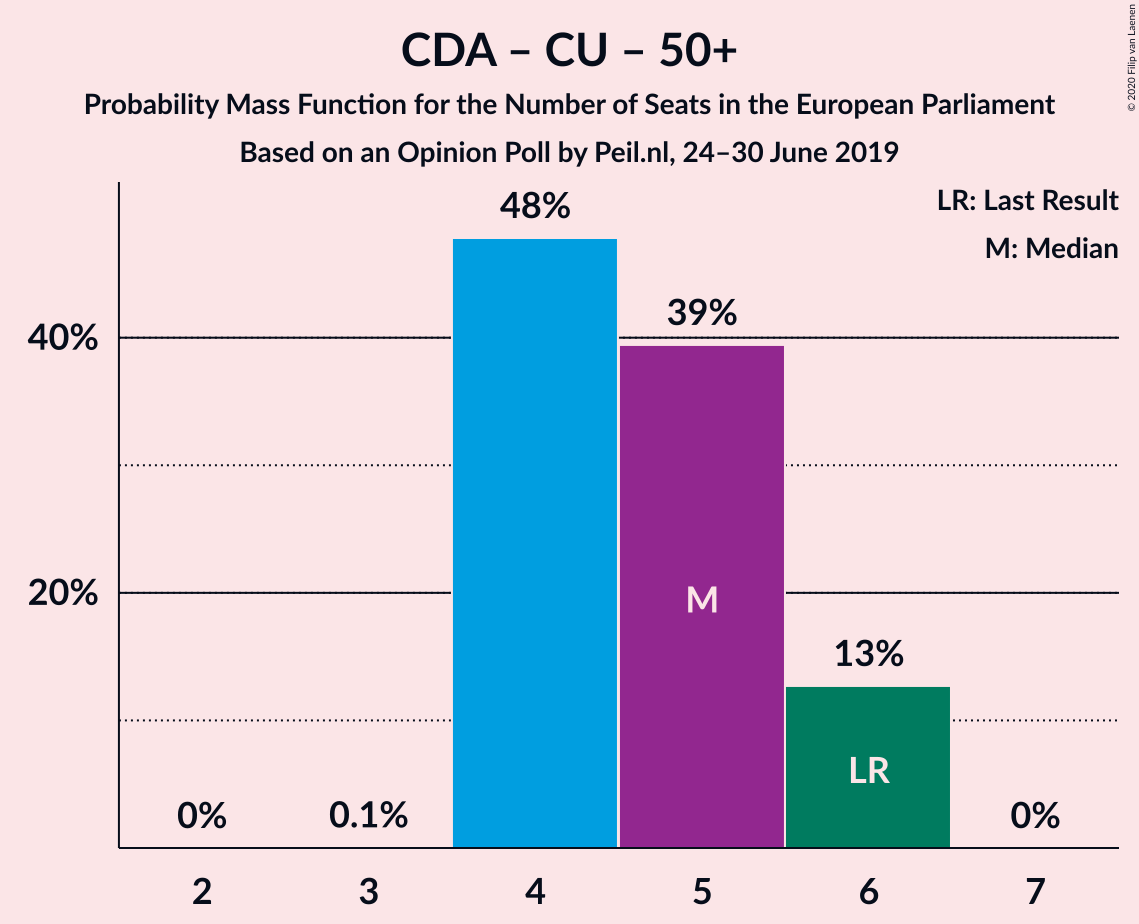 CDA – CU – 50+
Probability Mass Function for the Number of Seats in the European Parliament
Based on an Opinion Poll by Peil.nl, 24–30 June 2019
© 2020 Filip van Laenen
LR: Last Result
M: Median
48%
39%
40%
20%
M
13%
LR
0%
0.1%
0%
2
3
4
5
6
7